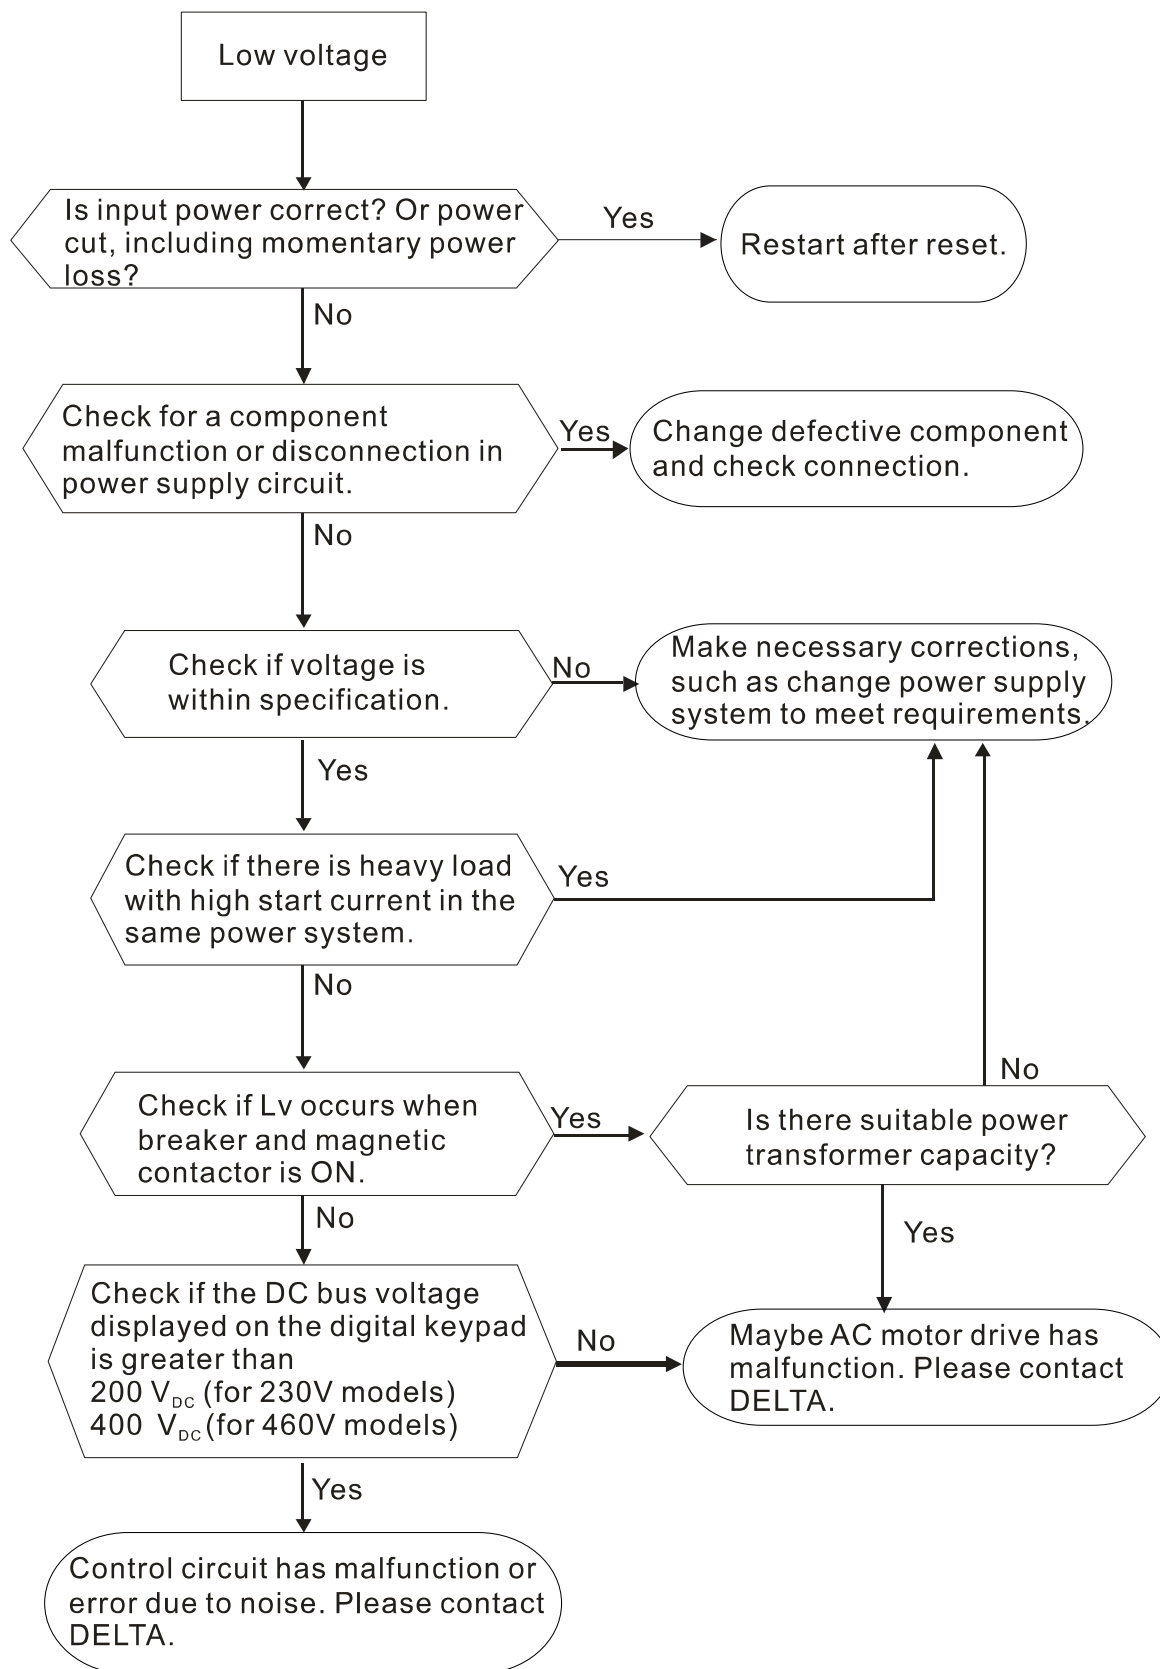 Low voltage
Is input power correct? Or power
cut, including momentary power
loss?
Yes
Restart after reset.
No
Check for a component
malfunction or disconnection in
power supply circuit.
Yes
Change defective component
and check connection.
No
Check if voltage is
within specification.
No
Make necessary corrections,
such as change power supply
system to meet requirements.
Yes
Check if there is heavy load
with high start current in the
same power system.
Yes
No
Check if Lv occurs when
breaker and magnetic
contactor is ON.
Yes
No
Is there suitable power
transformer capacity?
No
Yes
Check if the DC bus voltage
displayed on the digital keypad
is greater than
200 VDC (for 230V models)
400 VDC (for 460V models)
No
Maybe AC motor drive has
malfunction. Please contact
DELTA.
Yes
Control circuit has malfunction or
error due to noise. Please contact
DELTA.